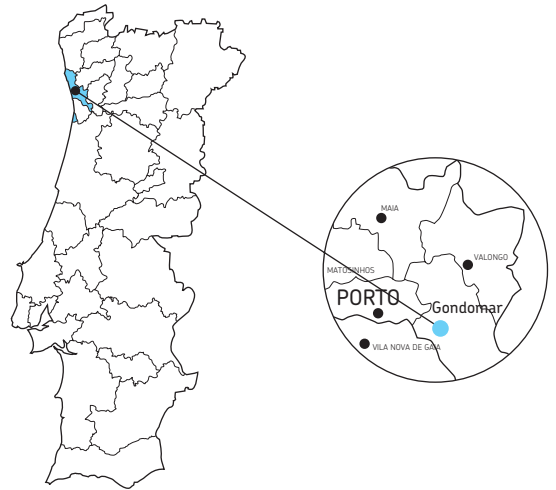 MAIA
VALONGO
MATOSINHOS
PORTO
Gondomar
VILA NOVA DE GAIA